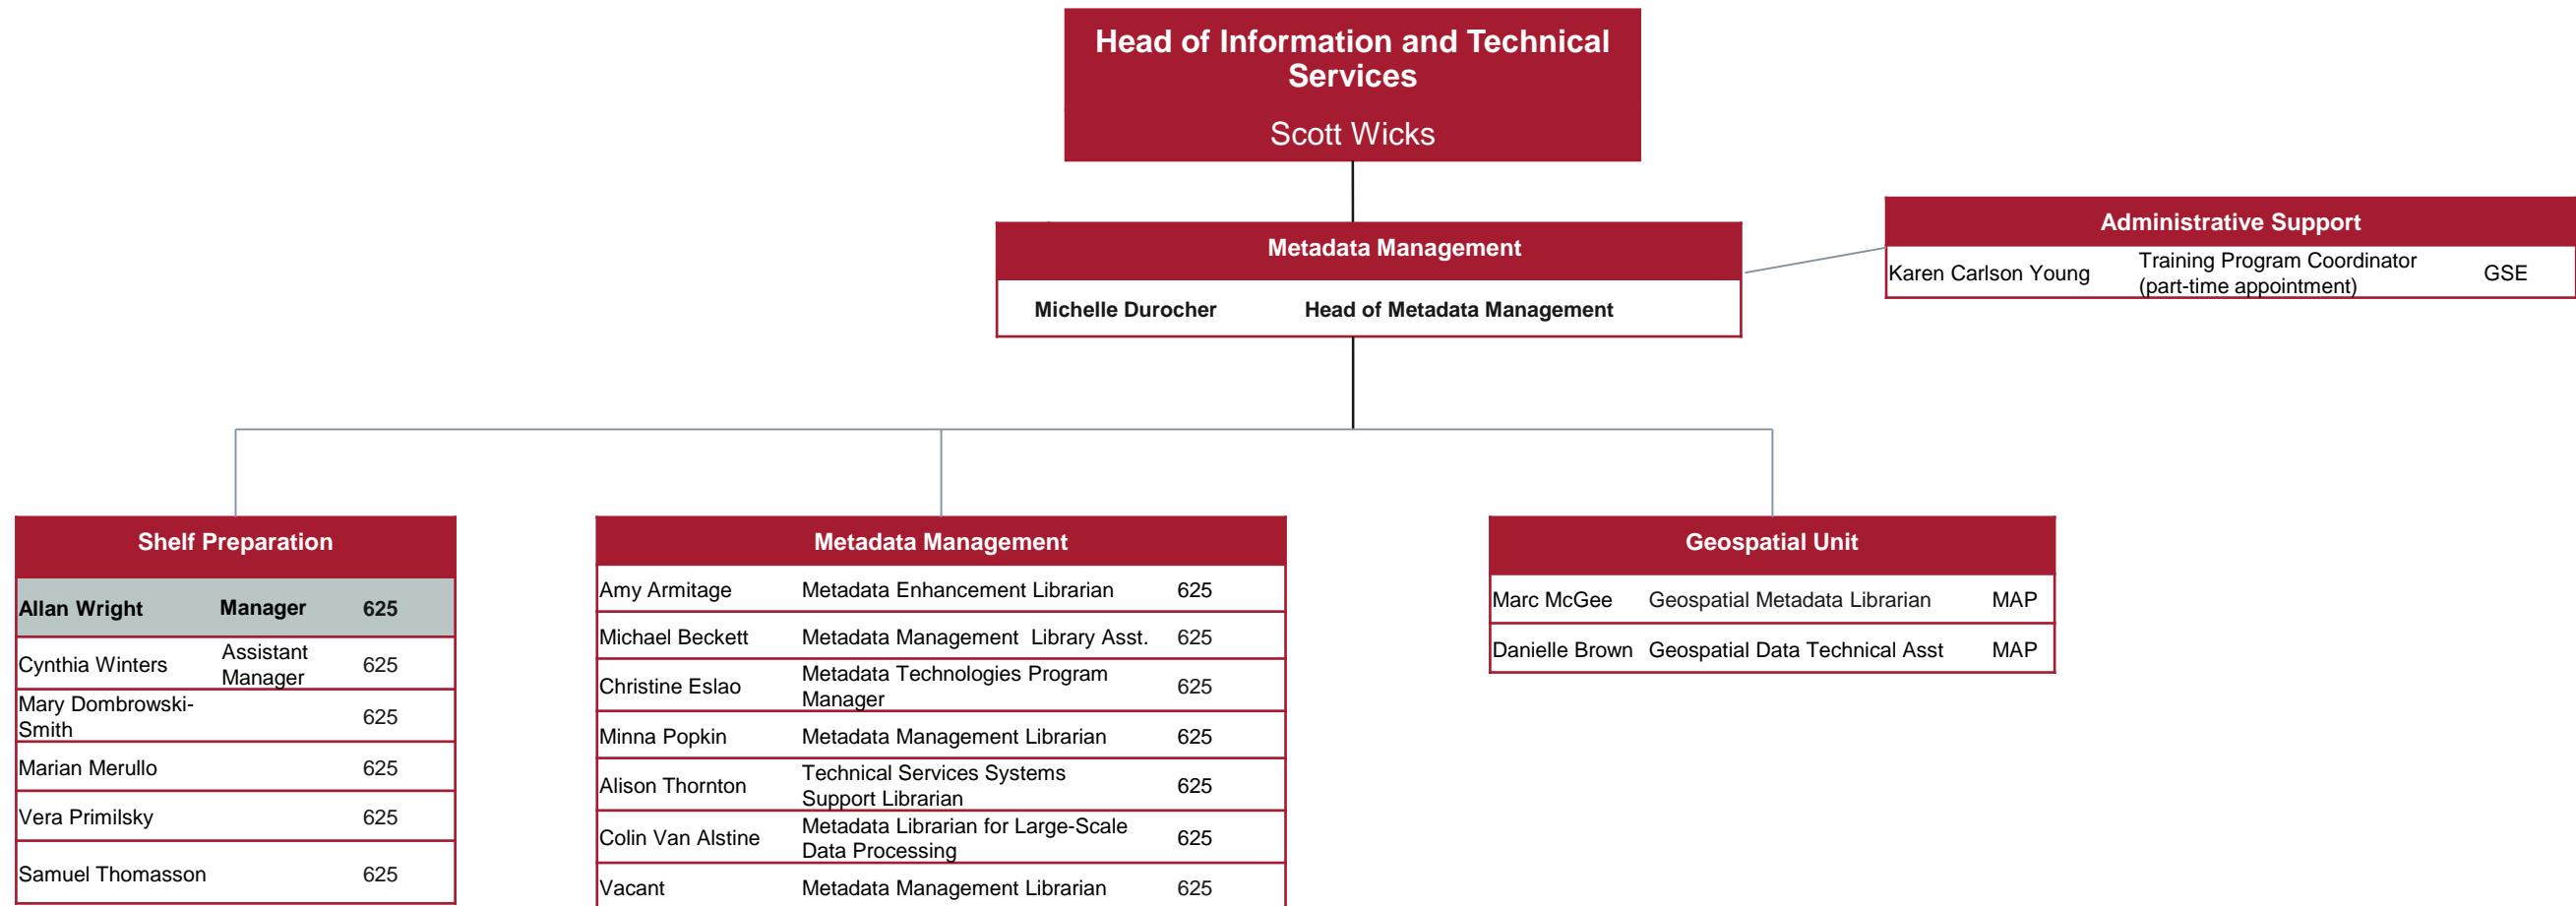 Head of Information and Technical
Services
Scott Wicks
Metadata Management
Michelle Durocher Head of Metadata Management
Administrative Support
Karen Carlson Young Training Program Coordinator
(part-time appointment) GSE
Shelf Preparation
Allan Wright Manager 625
Cynthia Winters Assistant
Manager 625
Mary Dombrowski-
Smith 625
Marian Merullo 625
Vera Primilsky 625
Samuel Thomasson 625
Metadata Management
Amy Armitage Metadata Enhancement Librarian 625
Michael Beckett Metadata Management Library Asst. 625
Christine Eslao Metadata Technologies Program
Manager 625
Minna Popkin Metadata Management Librarian 625
Alison Thornton Technical Services Systems
Support Librarian 625
Colin Van Alstine Metadata Librarian for Large-Scale
Data Processing 625
Vacant Metadata Management Librarian 625
Geospatial Unit
Marc McGee Geospatial Metadata Librarian MAP
Danielle Brown Geospatial Data Technical Asst MAP